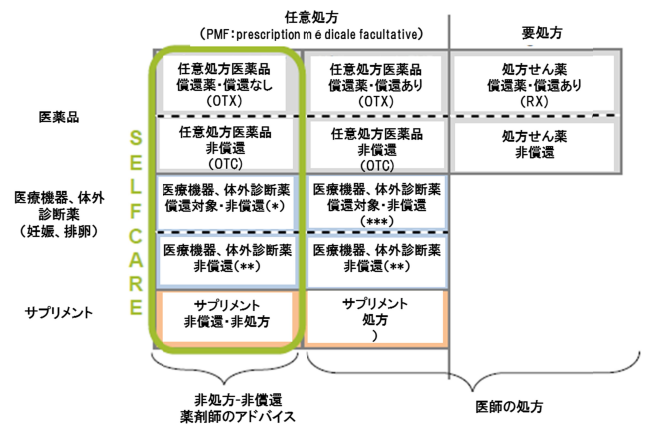 任意処方
(PMF:prescription médicale facultative)
要処方
任意処方医薬品
償還薬・償還なし
(OTX)
任意処方医薬品
償還薬・償還あり
(OTX)
処方せん薬
償還薬・償還あり
(RX)
医薬品
任意処方医薬品
非償還
(OTC)
任意処方医薬品
非償還
(OTC)
処方せん薬
非償還
SELFCARE
医療機器、体外
診断薬
(妊娠、排卵)
医療機器、体外診断薬
償還対象・非償還(*)
医療機器、体外診断薬
償還対象・非償還
(***)
医療機器、体外診断薬
非償還(**)
医療機器、体外診断薬
非償還(**)
サプリメント
サプリメント
非償還・非処方
サプリメント
処方
)
非処方-非償還
薬剤師のアドバイス
医師の処方